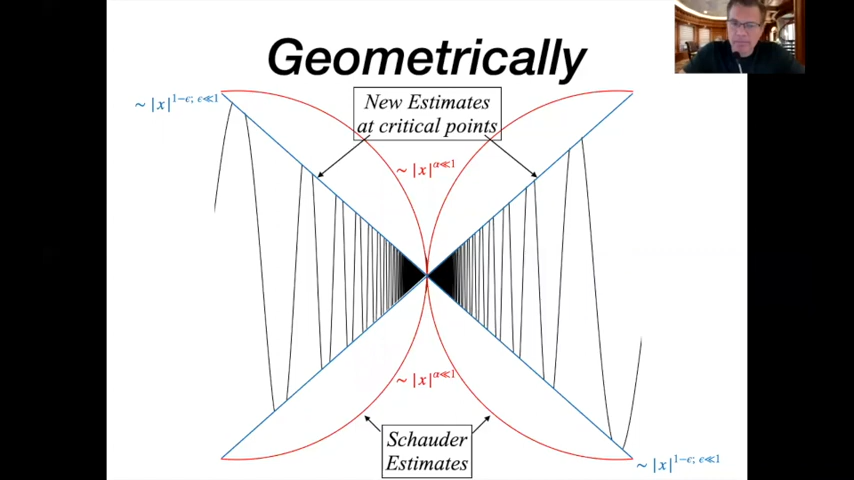 Geometrically
∼ |x|^{1−ϵ; ϵ≪1}
New Estimates
at critical points
∼ |x|^{α≪1}
∼ |x|^{α≪1}
Schauder
Estimates
∼ |x|^{1−ϵ; ϵ≪1}